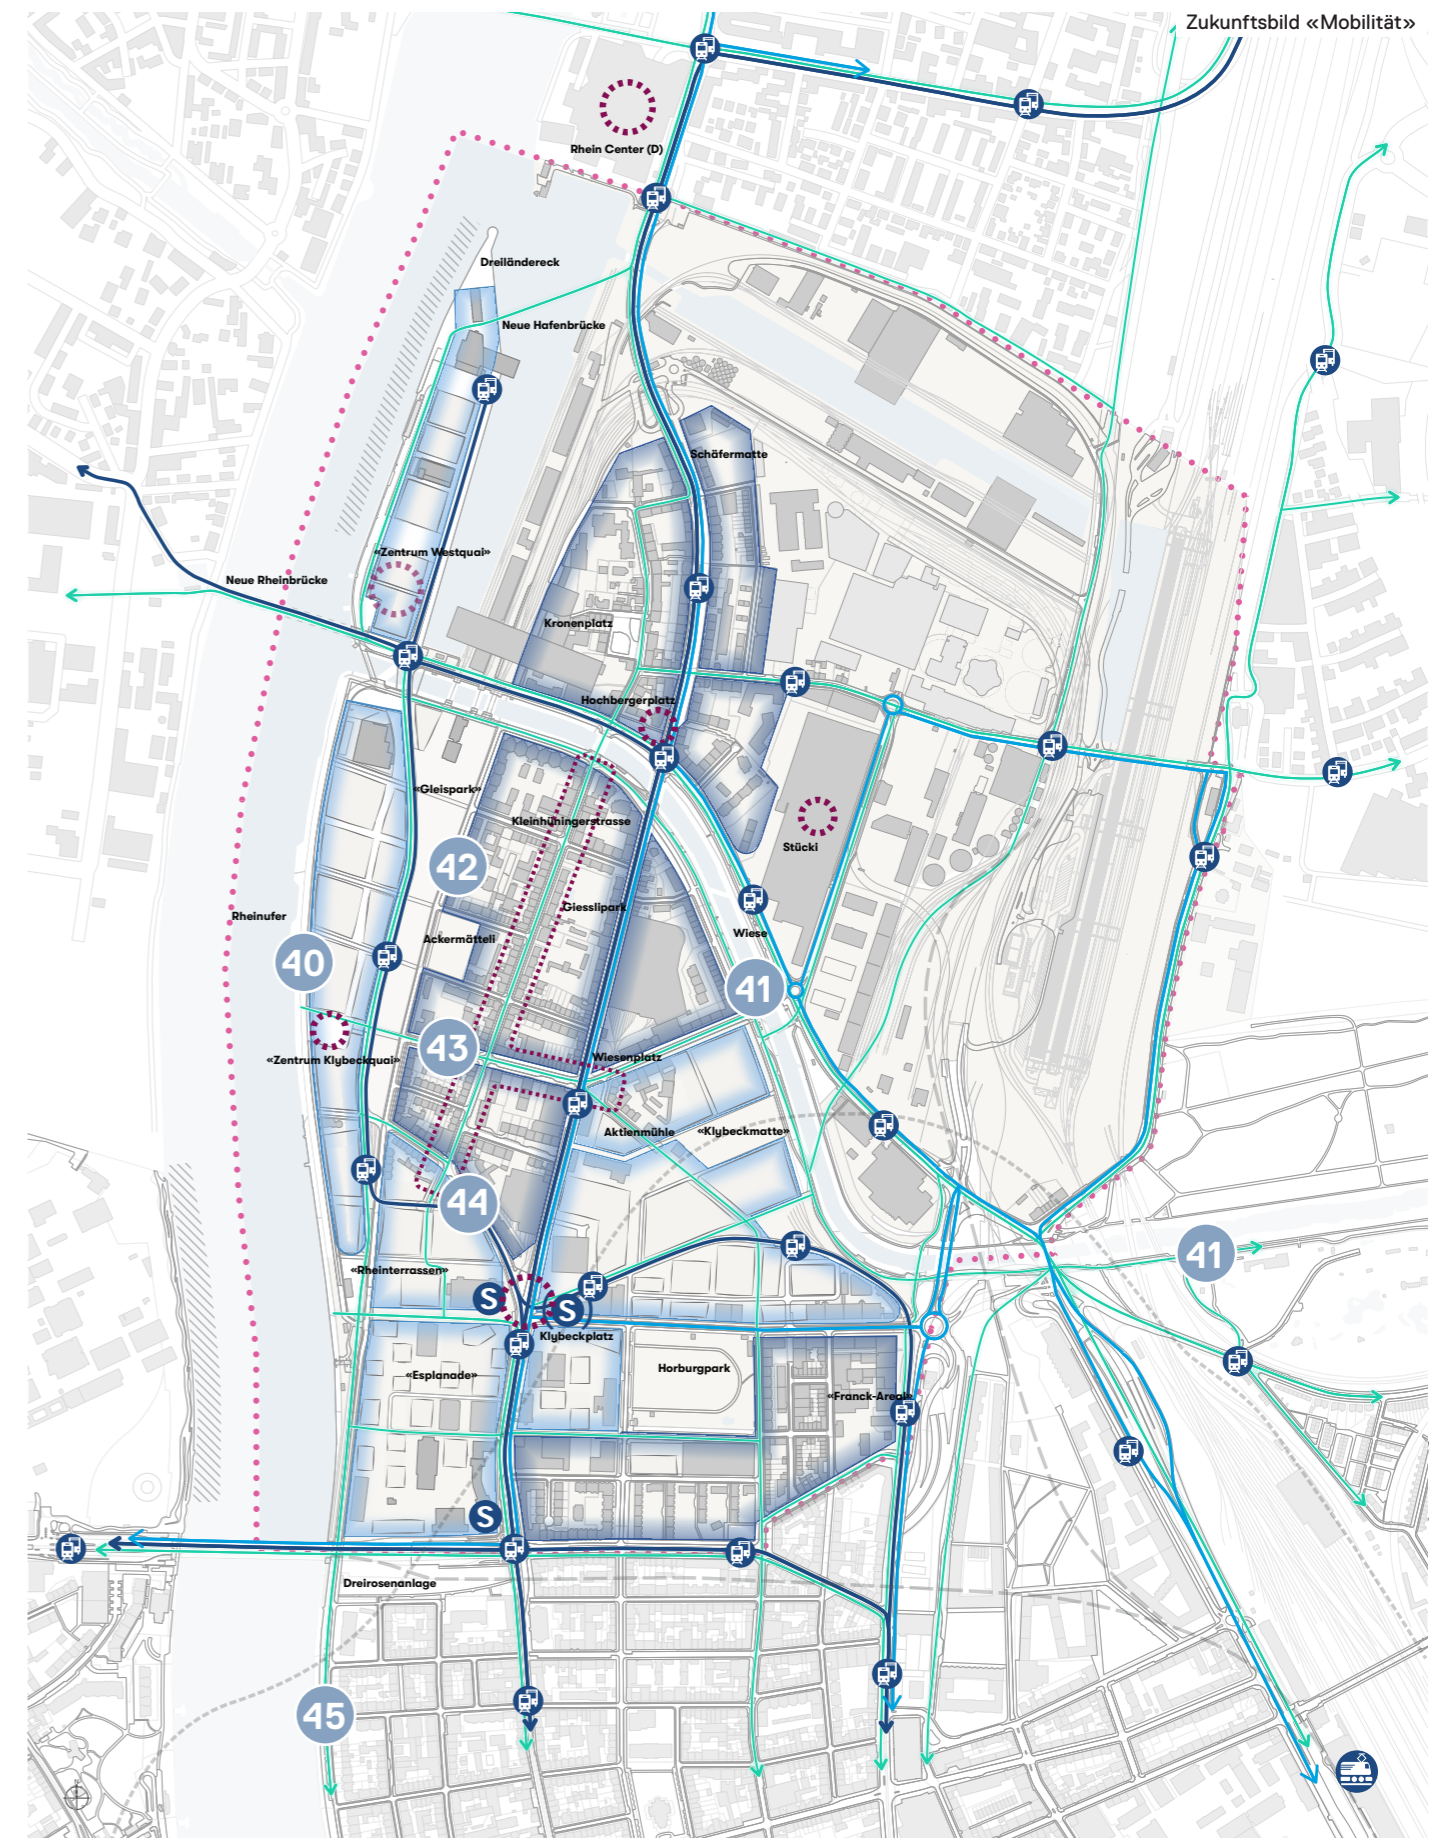 Zukunftsbild «Mobilität»
Rhein Center (D)
Dreiländereck
Neue Hafenbrücke
Schäfermatte
«Zentrum Westquai»
Neue Rheinbrücke
Kronenplatz
Hochbergerplatz
«Gleispark»
Kleinhüningerstrasse
Stücki
42
Giesslipark
Rheinufer
Ackermätteli
Wiese
40
41
43
«Zentrum Klybeckquai»
Wiesenplatz
Aktienmühle
«Klybeckmatte»
44
41
«Rheinterrassen»
S
S
Klybeckplatz
«Esplanade»
Horburgpark
«Franck-Areal»
S
Dreirosenanlage
45